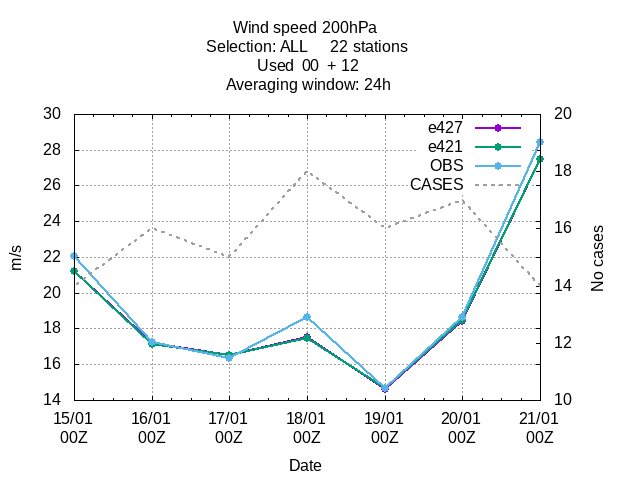 Wind speed 200hPa
Selection: ALL     22 stations
Used  00  + 12
Averaging window: 24h
30
28
26
24
22
20
18
16
14
m/s
20
18
16
14
12
10
No cases
e427
e421
OBS
CASES
15/01 16/01 17/01 18/01 19/01 20/01 21/01
00Z 00Z 00Z 00Z 00Z 00Z 00Z
Date